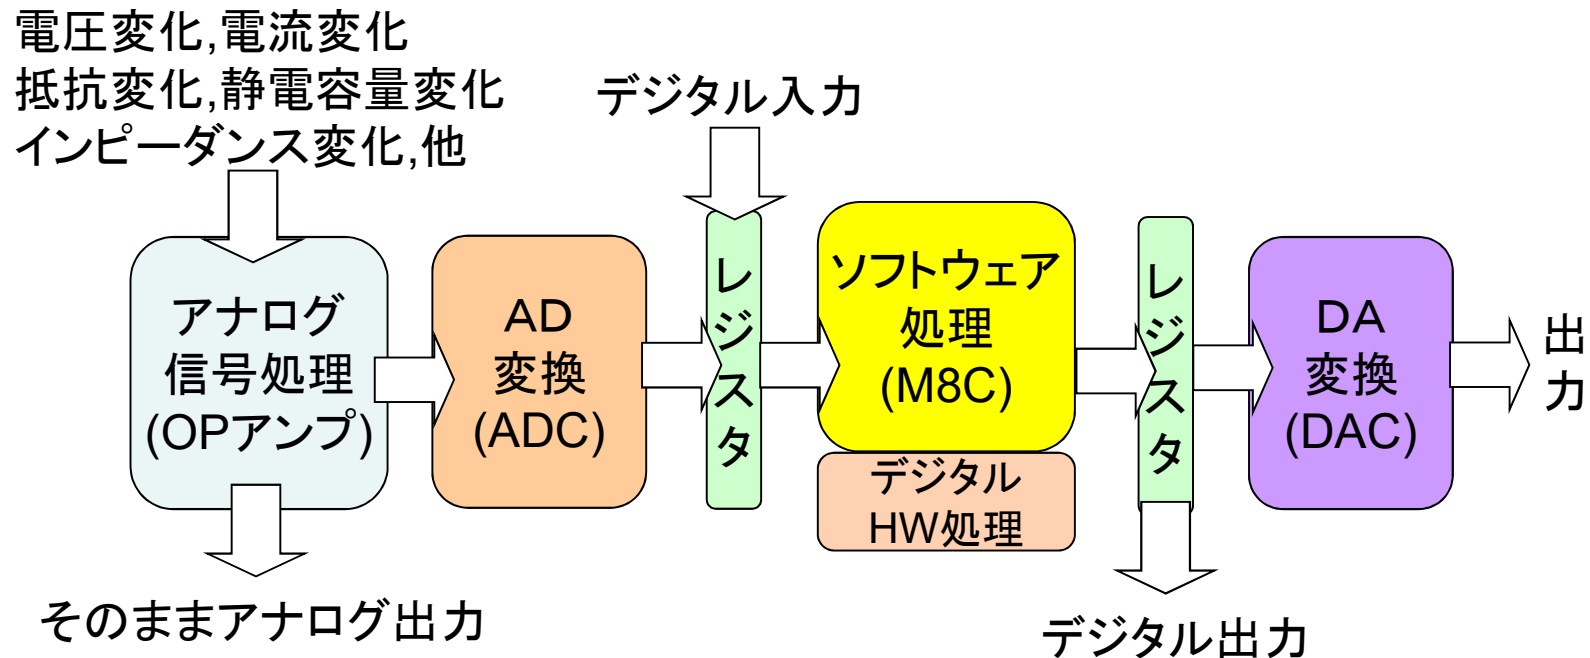 電圧変化,電流変化
抵抗変化,静電容量変化
インピーダンス変化,他
デジタル入力
アナログ
信号処理
(OPアンプ)
AD
変換
(ADC)
レ
ジ
ス
タ
ソフトウェア
処理
(M8C)
デジタル
HW処理
レ
ジ
ス
タ
DA
変換
(DAC)
出
力
そのままアナログ出力
デジタル出力